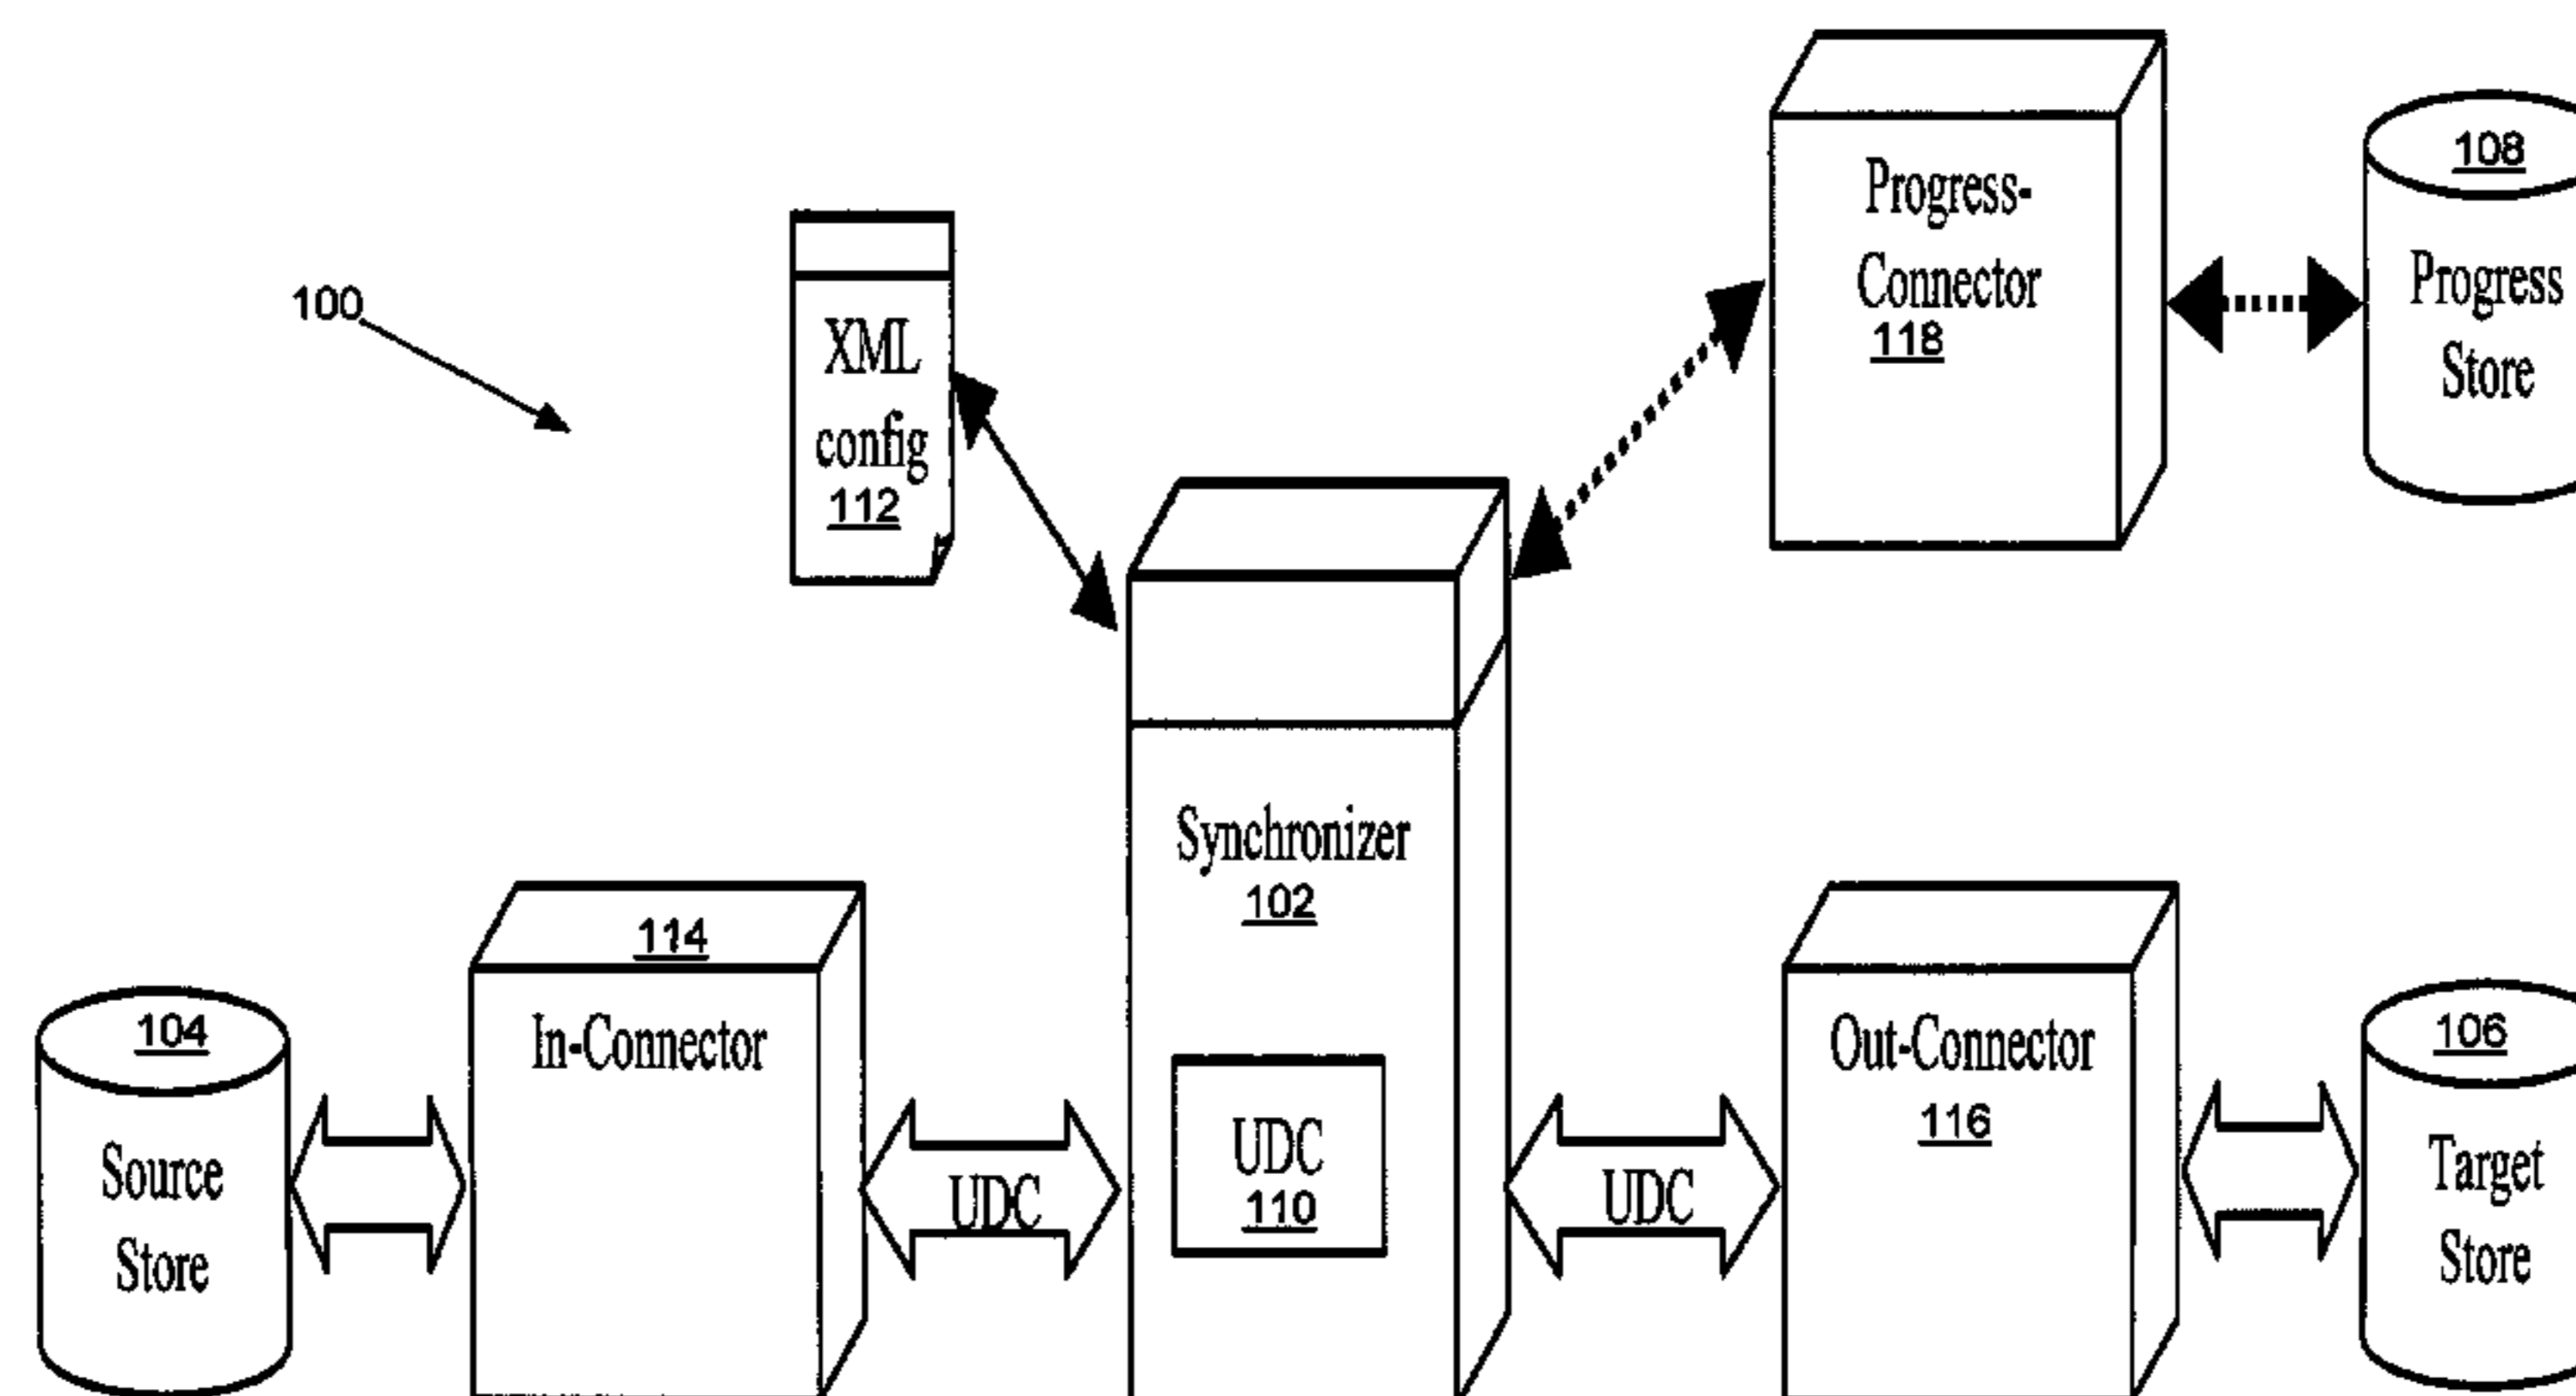 100
XML
config
112
Progress-
Connector
118
108
Progress
Store
Synchronizer
102
UDC
110
104
Source
Store
114
In-Connector
UDC
UDC
Out-Connector
116
106
Target
Store